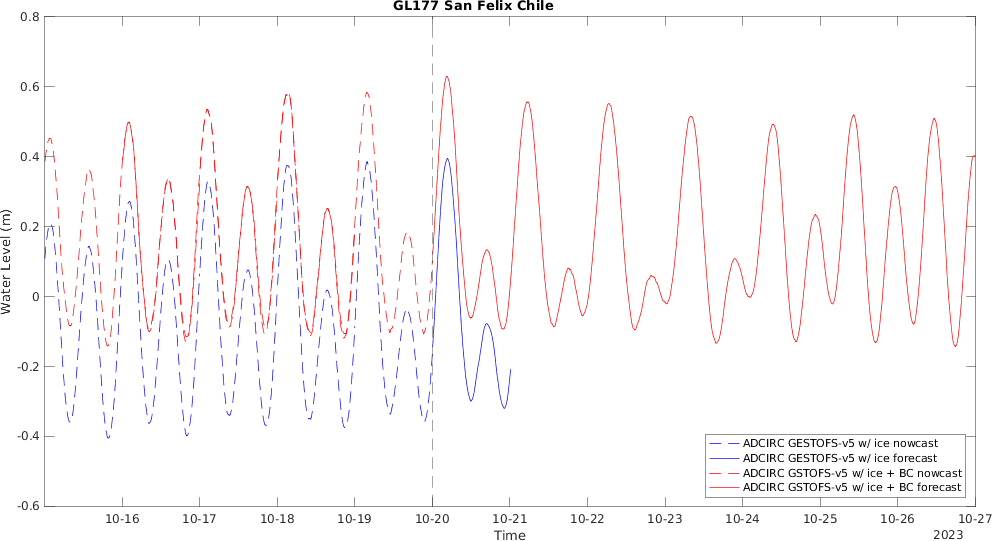 GL177 San Felix Chile
0.8
0.6
0.4
0.2
0
-0.2
-0.4
-0.6
Water Level (m)
ADCIRC GESTOFS-v5 w/ ice nowcast
ADCIRC GESTOFS-v5 w/ ice forecast
ADCIRC GSTOFS-v5 w/ ice + BC nowcast
ADCIRC GSTOFS-v5 w/ ice + BC forecast
10-16 10-17 10-18 10-19 10-20 10-21 10-22 10-23 10-24 10-25 10-26 10-27
Time
2023